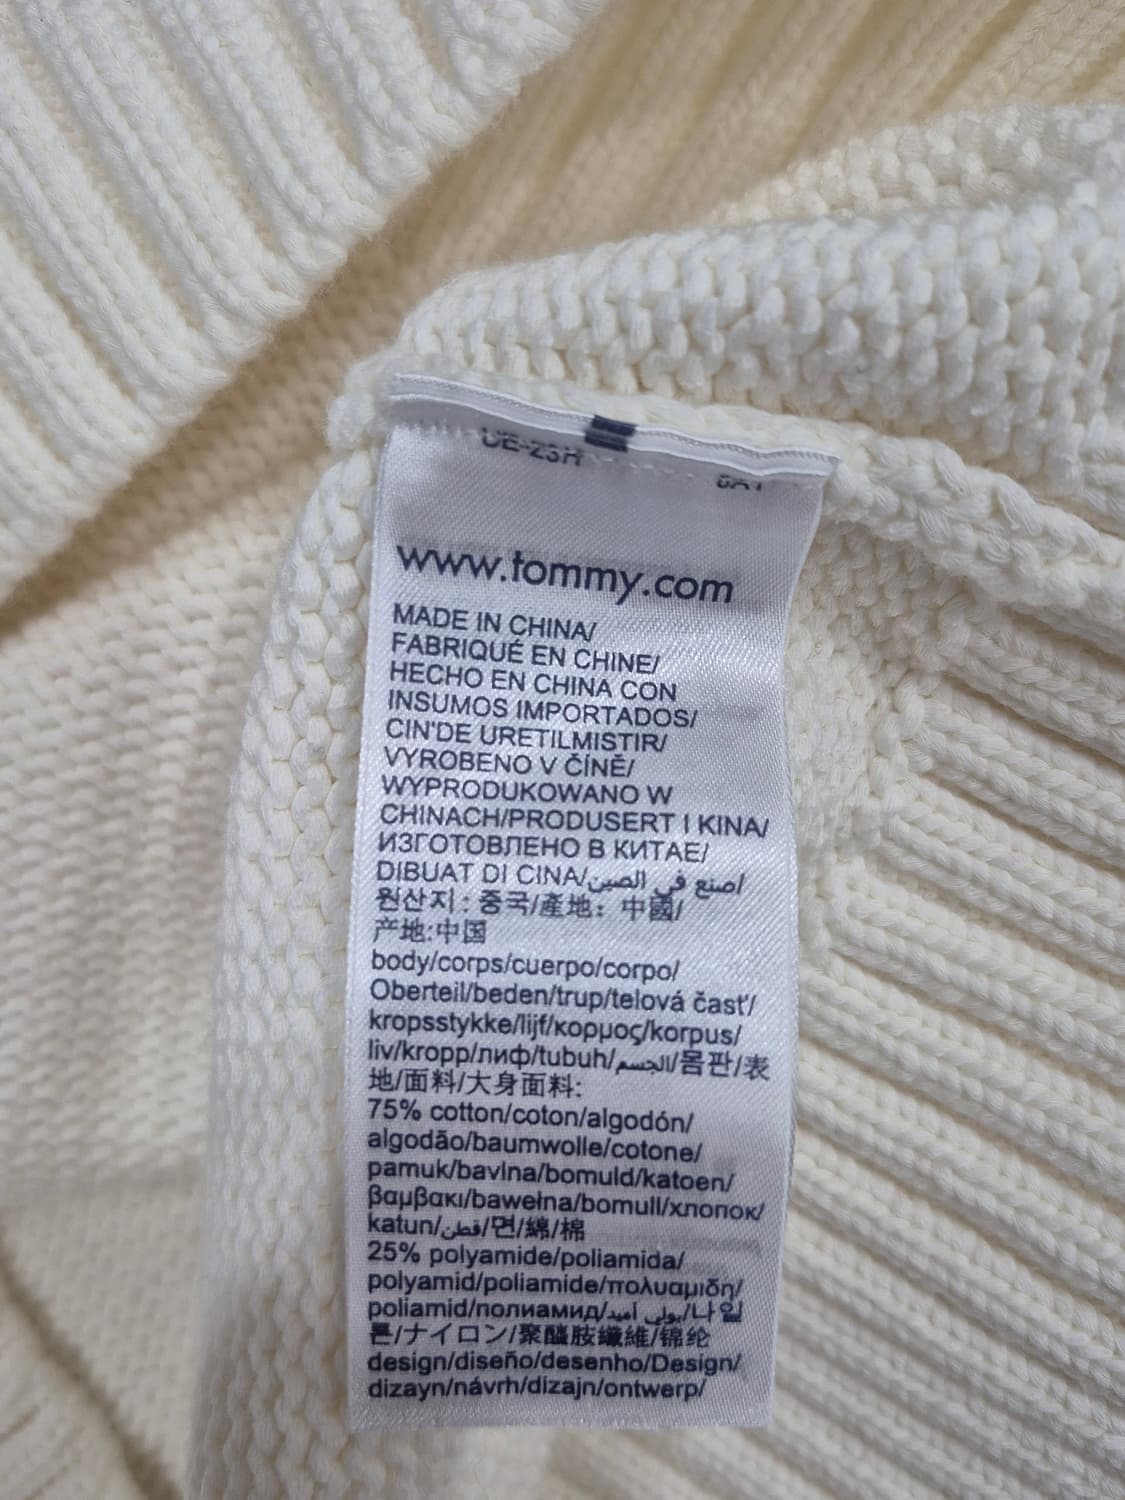 www.tommy.com
MADE IN CHINA/
FABRIQUÉ EN CHINE/
HECHO EN CHINA CON
INSUMOS IMPORTADOS/
CIN'DE URETILMISTIR/
VYROBENO V ČÍNĚ/
WYPRODUKOWANO W
CHINACH/PRODUSERT I KINA/
ИЗГОТОВЛЕНО В КИТАЕ/
DIBUAT DI CINA/صنع في الصين/
원산지 : 중국/產地: 中國/
产地:中国
body/corps/cuerpo/corpo/
Oberteil/beden/trup/telová časť/
kropsstykke/lijf/κορμος/korpus/
liv/kropp/лиф/tubuh/الجسم/몸판/表
地/面料/大身面料:
75% cotton/coton/algodón/
algodão/baumwolle/cotone/
pamuk/bavlna/bomuld/katoen/
βαμβακι/bawełna/bomull/хлопок/
katun/قطن/면/綿/棉
25% polyamide/poliamida/
polyamid/poliamide/πολυαμιδη/
poliamid/полиамид/بولي أميد/나일
론/ナイロン/聚醯胺纖維/锦纶
design/diseño/desenho/Design/
dizayn/návrh/dizajn/ontwerp/